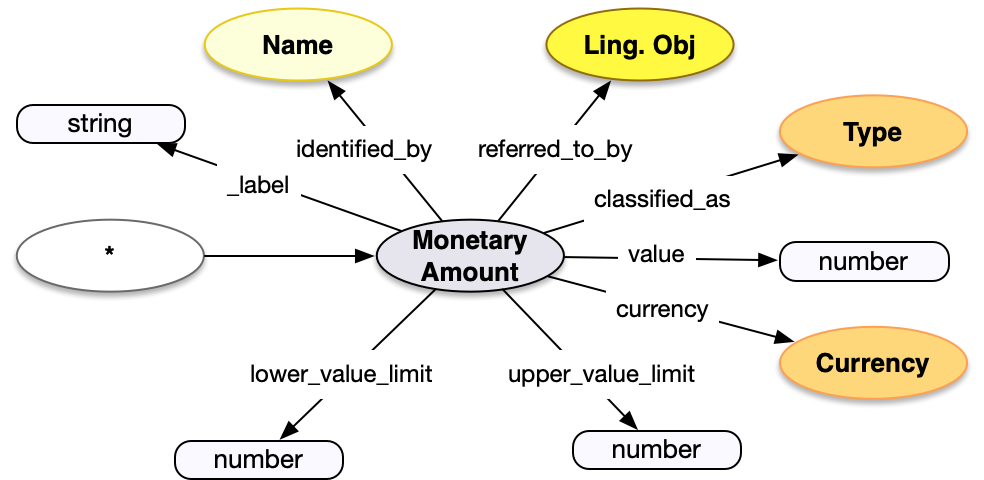 Name
Ling. Obj
string
Type
identified_by
referred_to_by
_label
classified_as
*
Monetary
Amount
value
number
currency
Currency
lower_value_limit
upper_value_limit
number
number